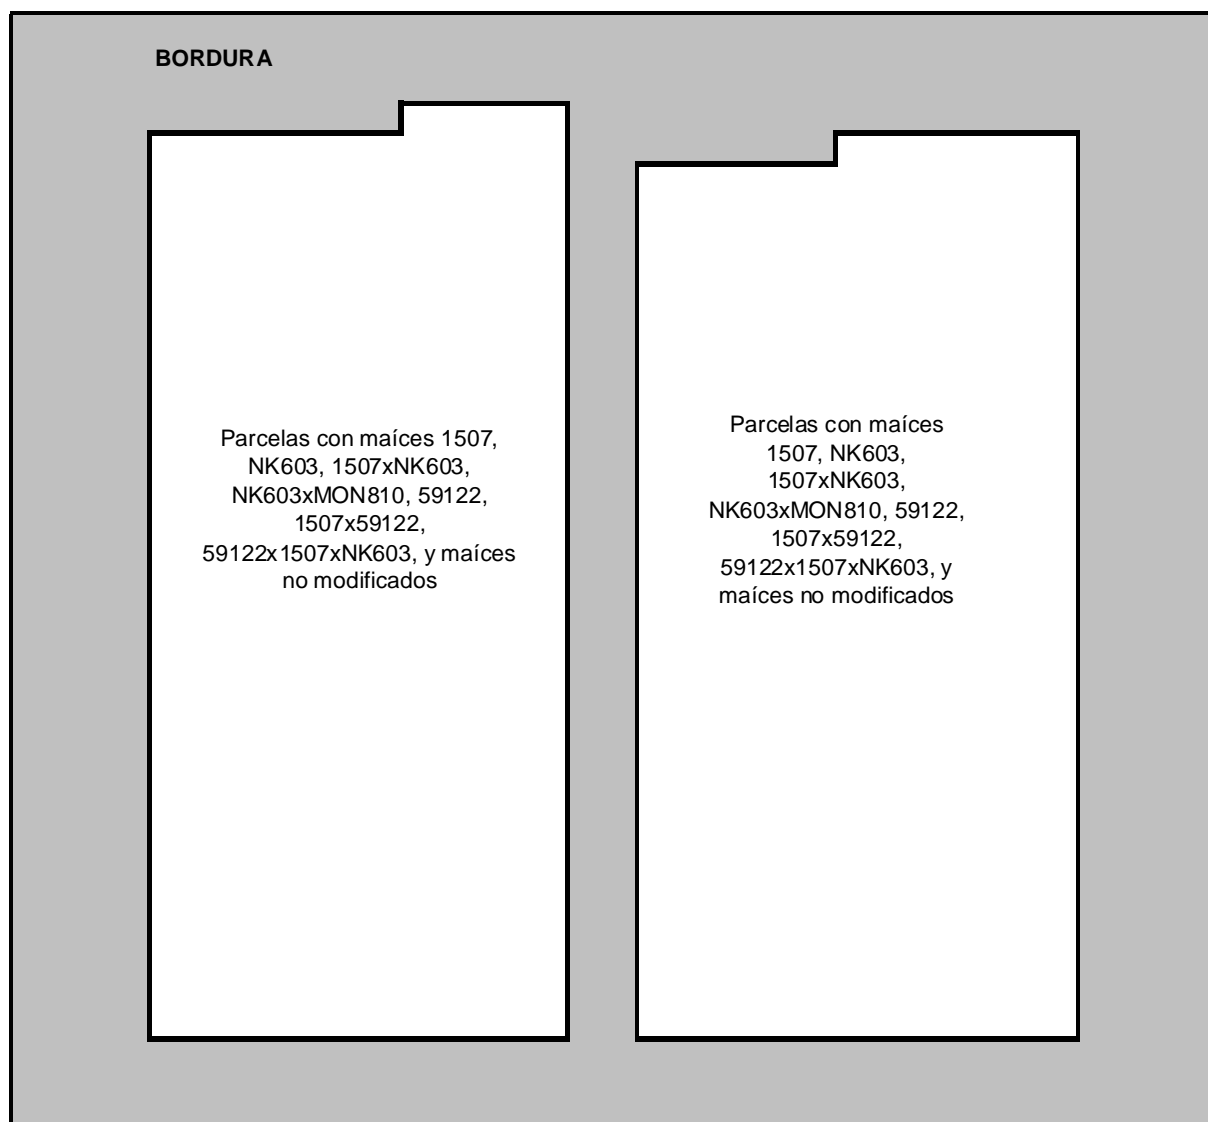 BORDURA
Parcelas con maíces 1507,
NK603, 1507xNK603,
NK603xMON810, 59122,
1507x59122,
59122x1507xNK603, y maíces
no modificados
Parcelas con maíces
1507, NK603,
1507xNK603,
NK603xMON810, 59122,
1507x59122,
59122x1507xNK603, y
maíces no modificados